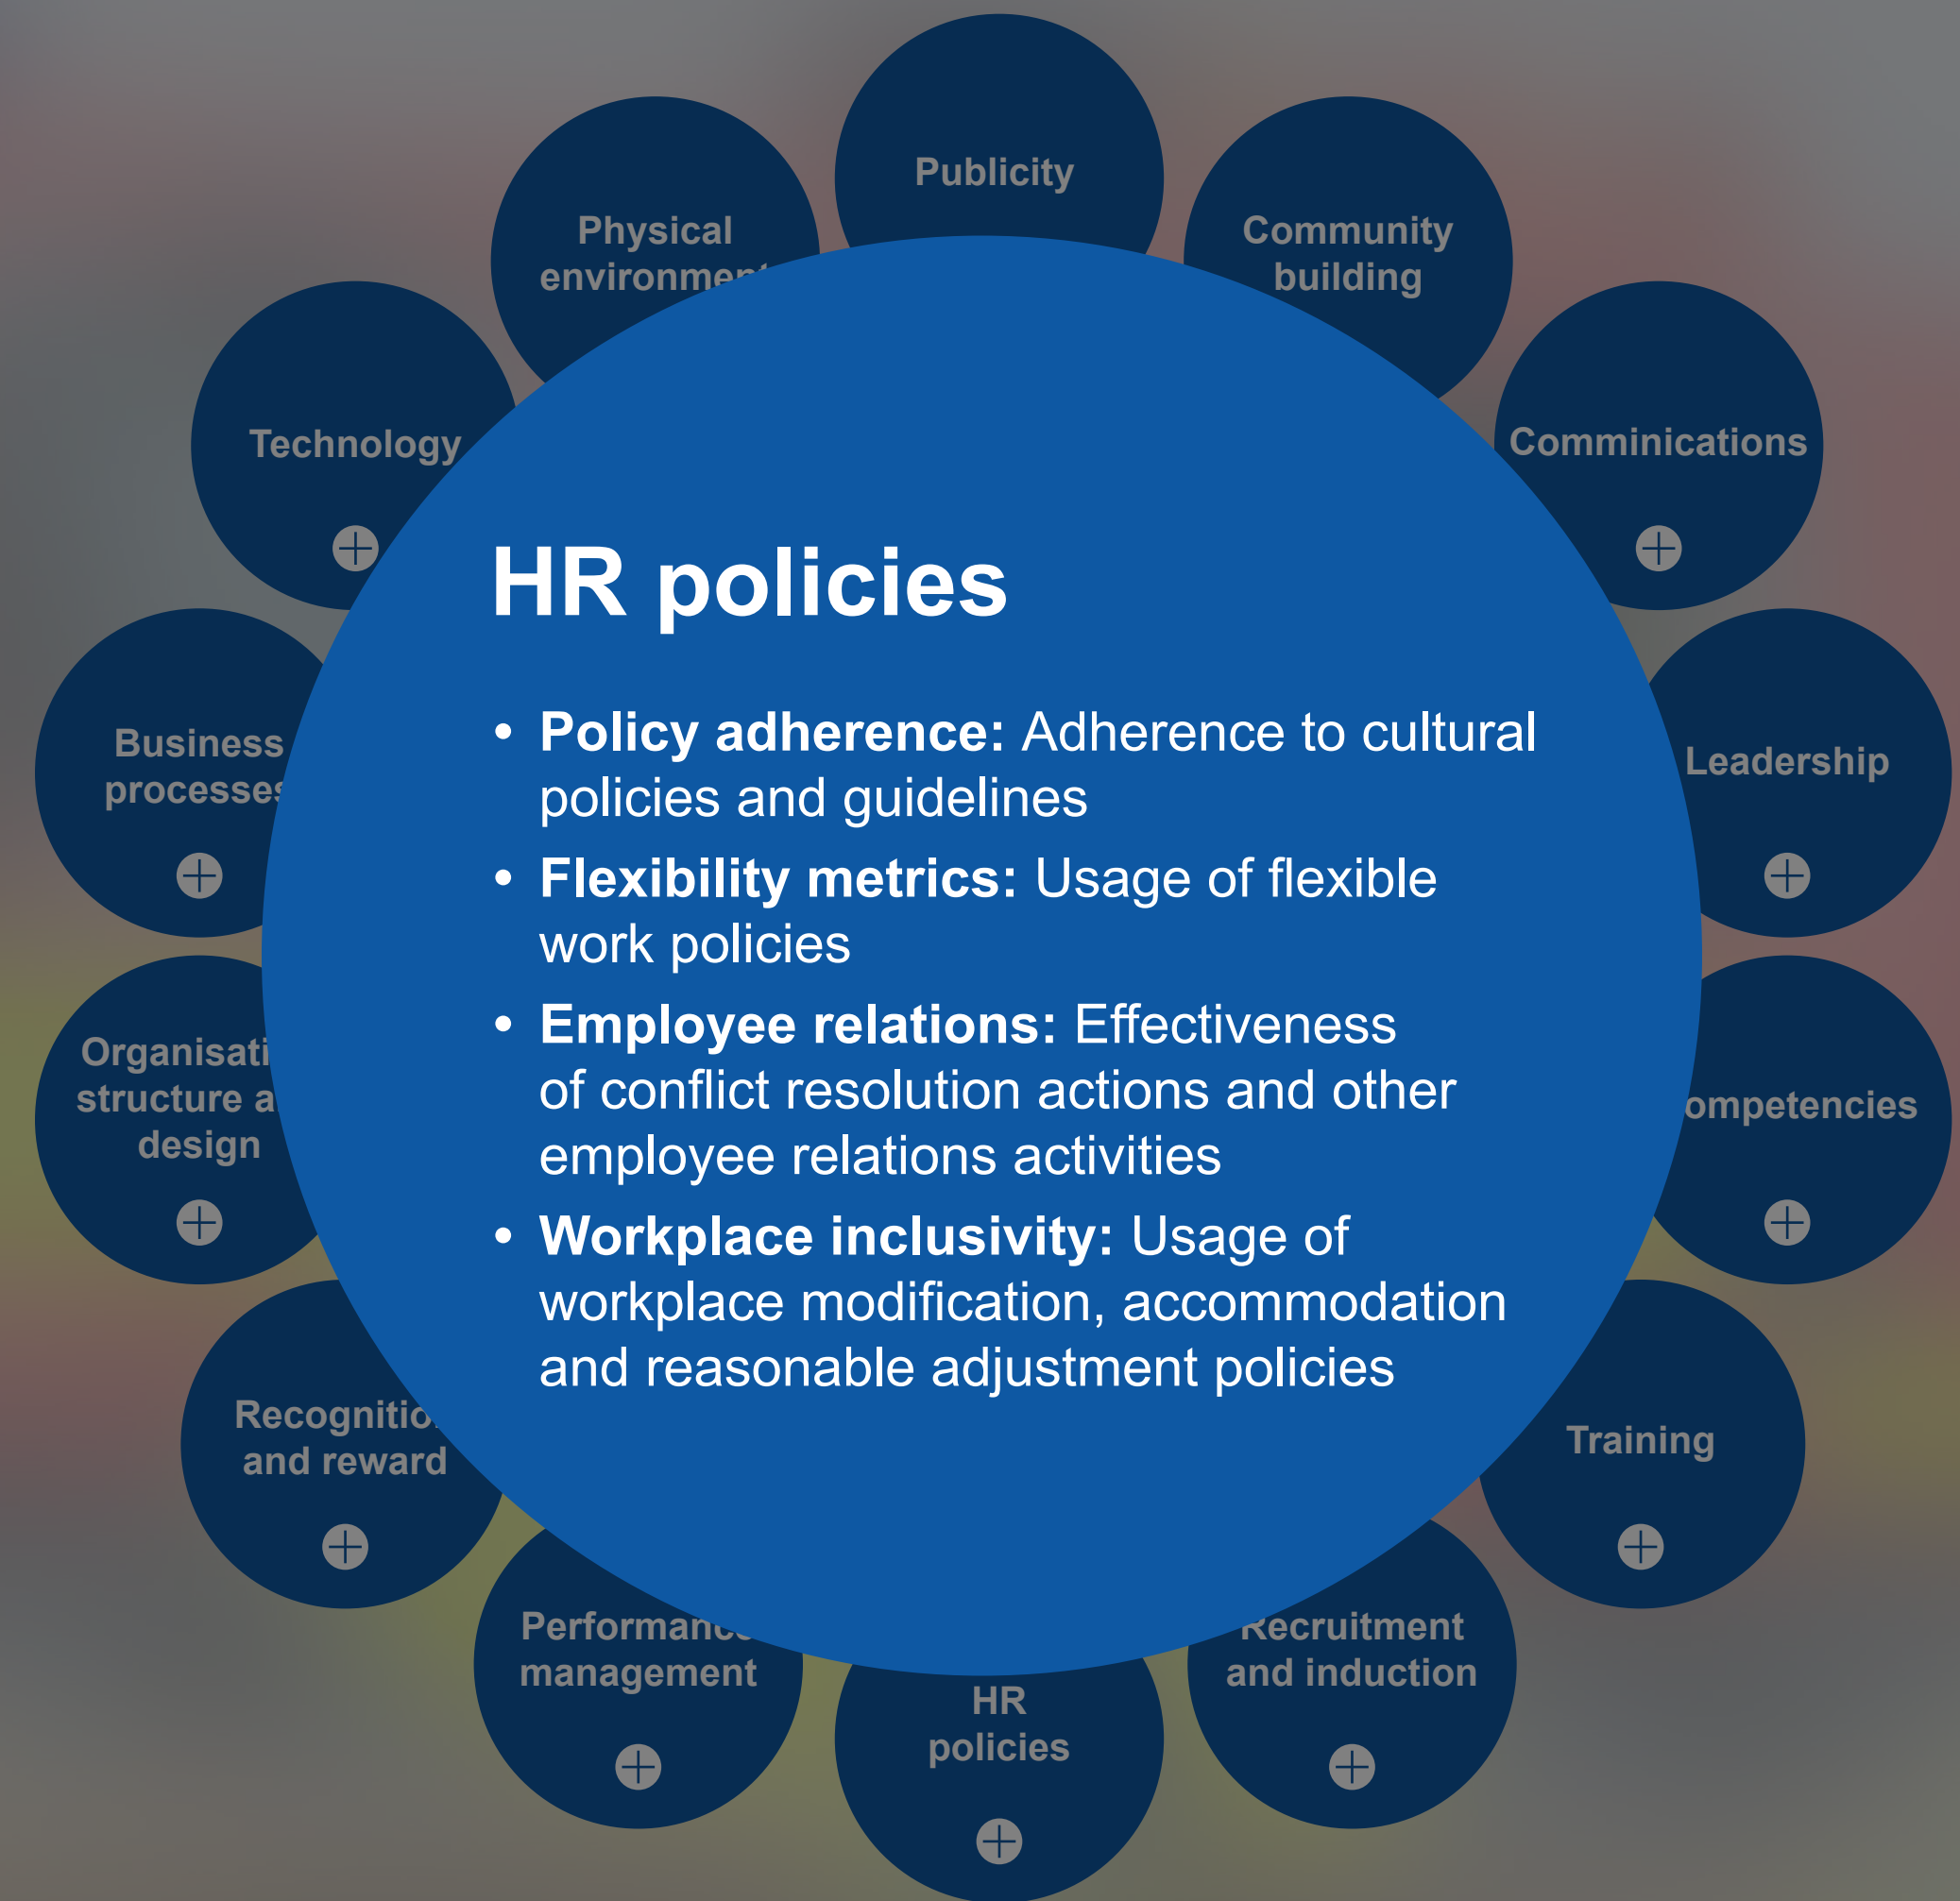 Publicity
Physical
Community
building
Technology
Comminications
HR policies
• Policy adherence: Adherence to cultural
policies and guidelines
• Flexibility metrics: Usage of flexible
work policies
• Employee relations: Effectiveness
of conflict resolution actions and other
employee relations activities
• Workplace inclusivity: Usage of
workplace modification, accommodation
and reasonable adjustment policies
Business
Leadership
structure
design
and reward
Training
management
Recruitment
and induction
HR
policies